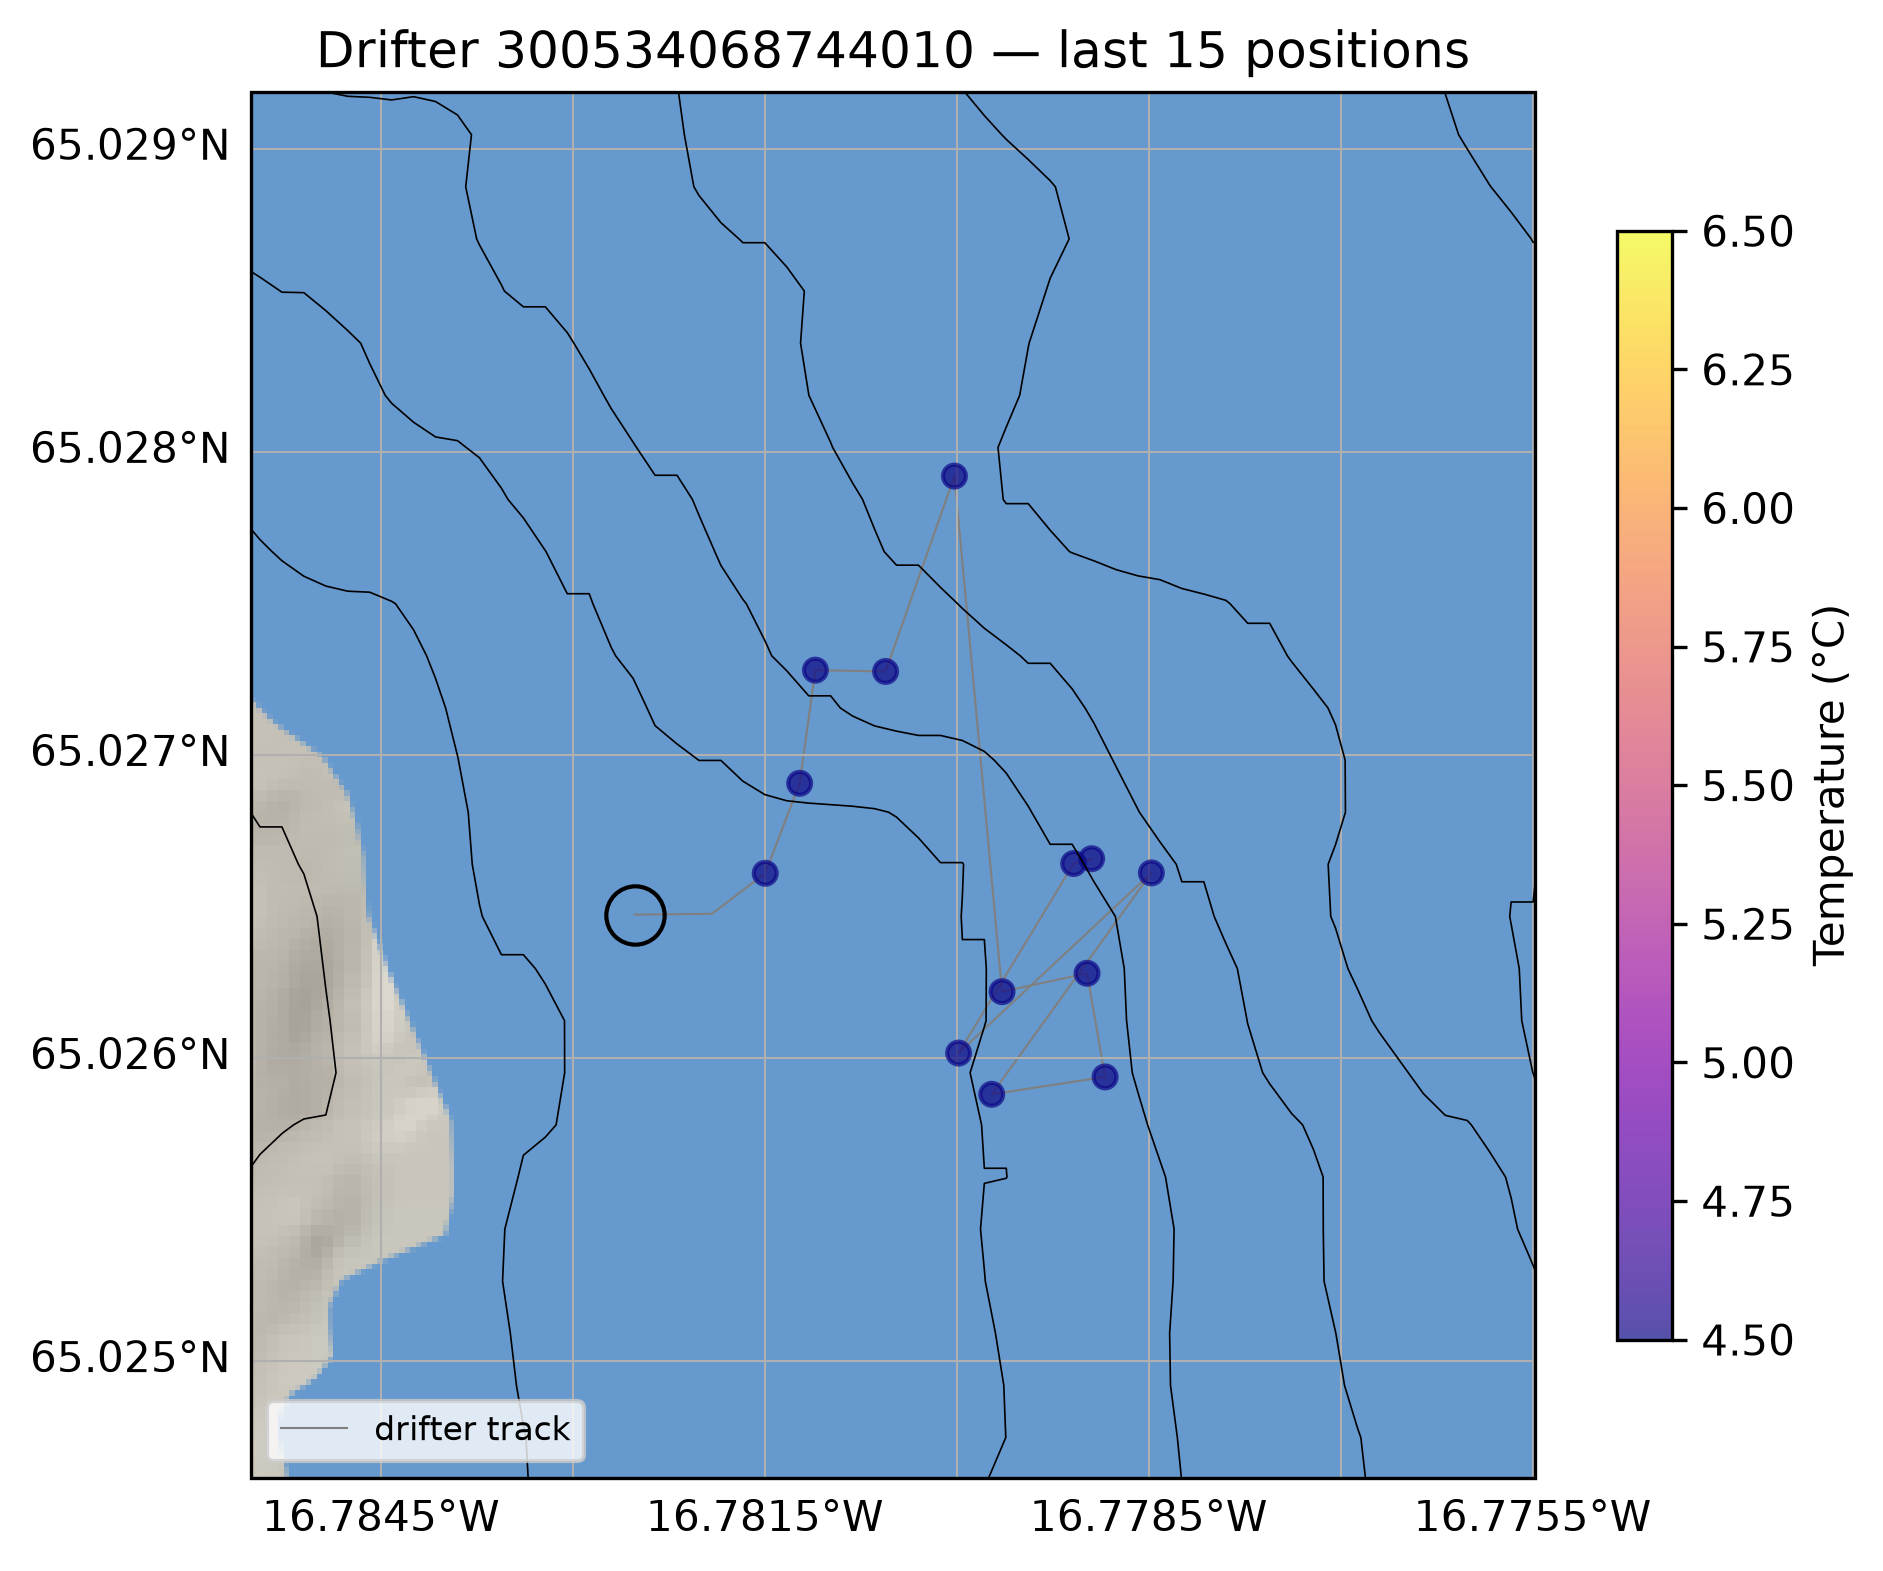 Drifter 300534068744010 — last 15 positions
65.029°N
65.028°N
65.027°N
65.026°N
65.025°N
16.7845°W
16.7815°W
16.7785°W
16.7755°W
drifter track
6.50
6.25
6.00
5.75
5.50
5.25
5.00
4.75
4.50
Temperature (°C)